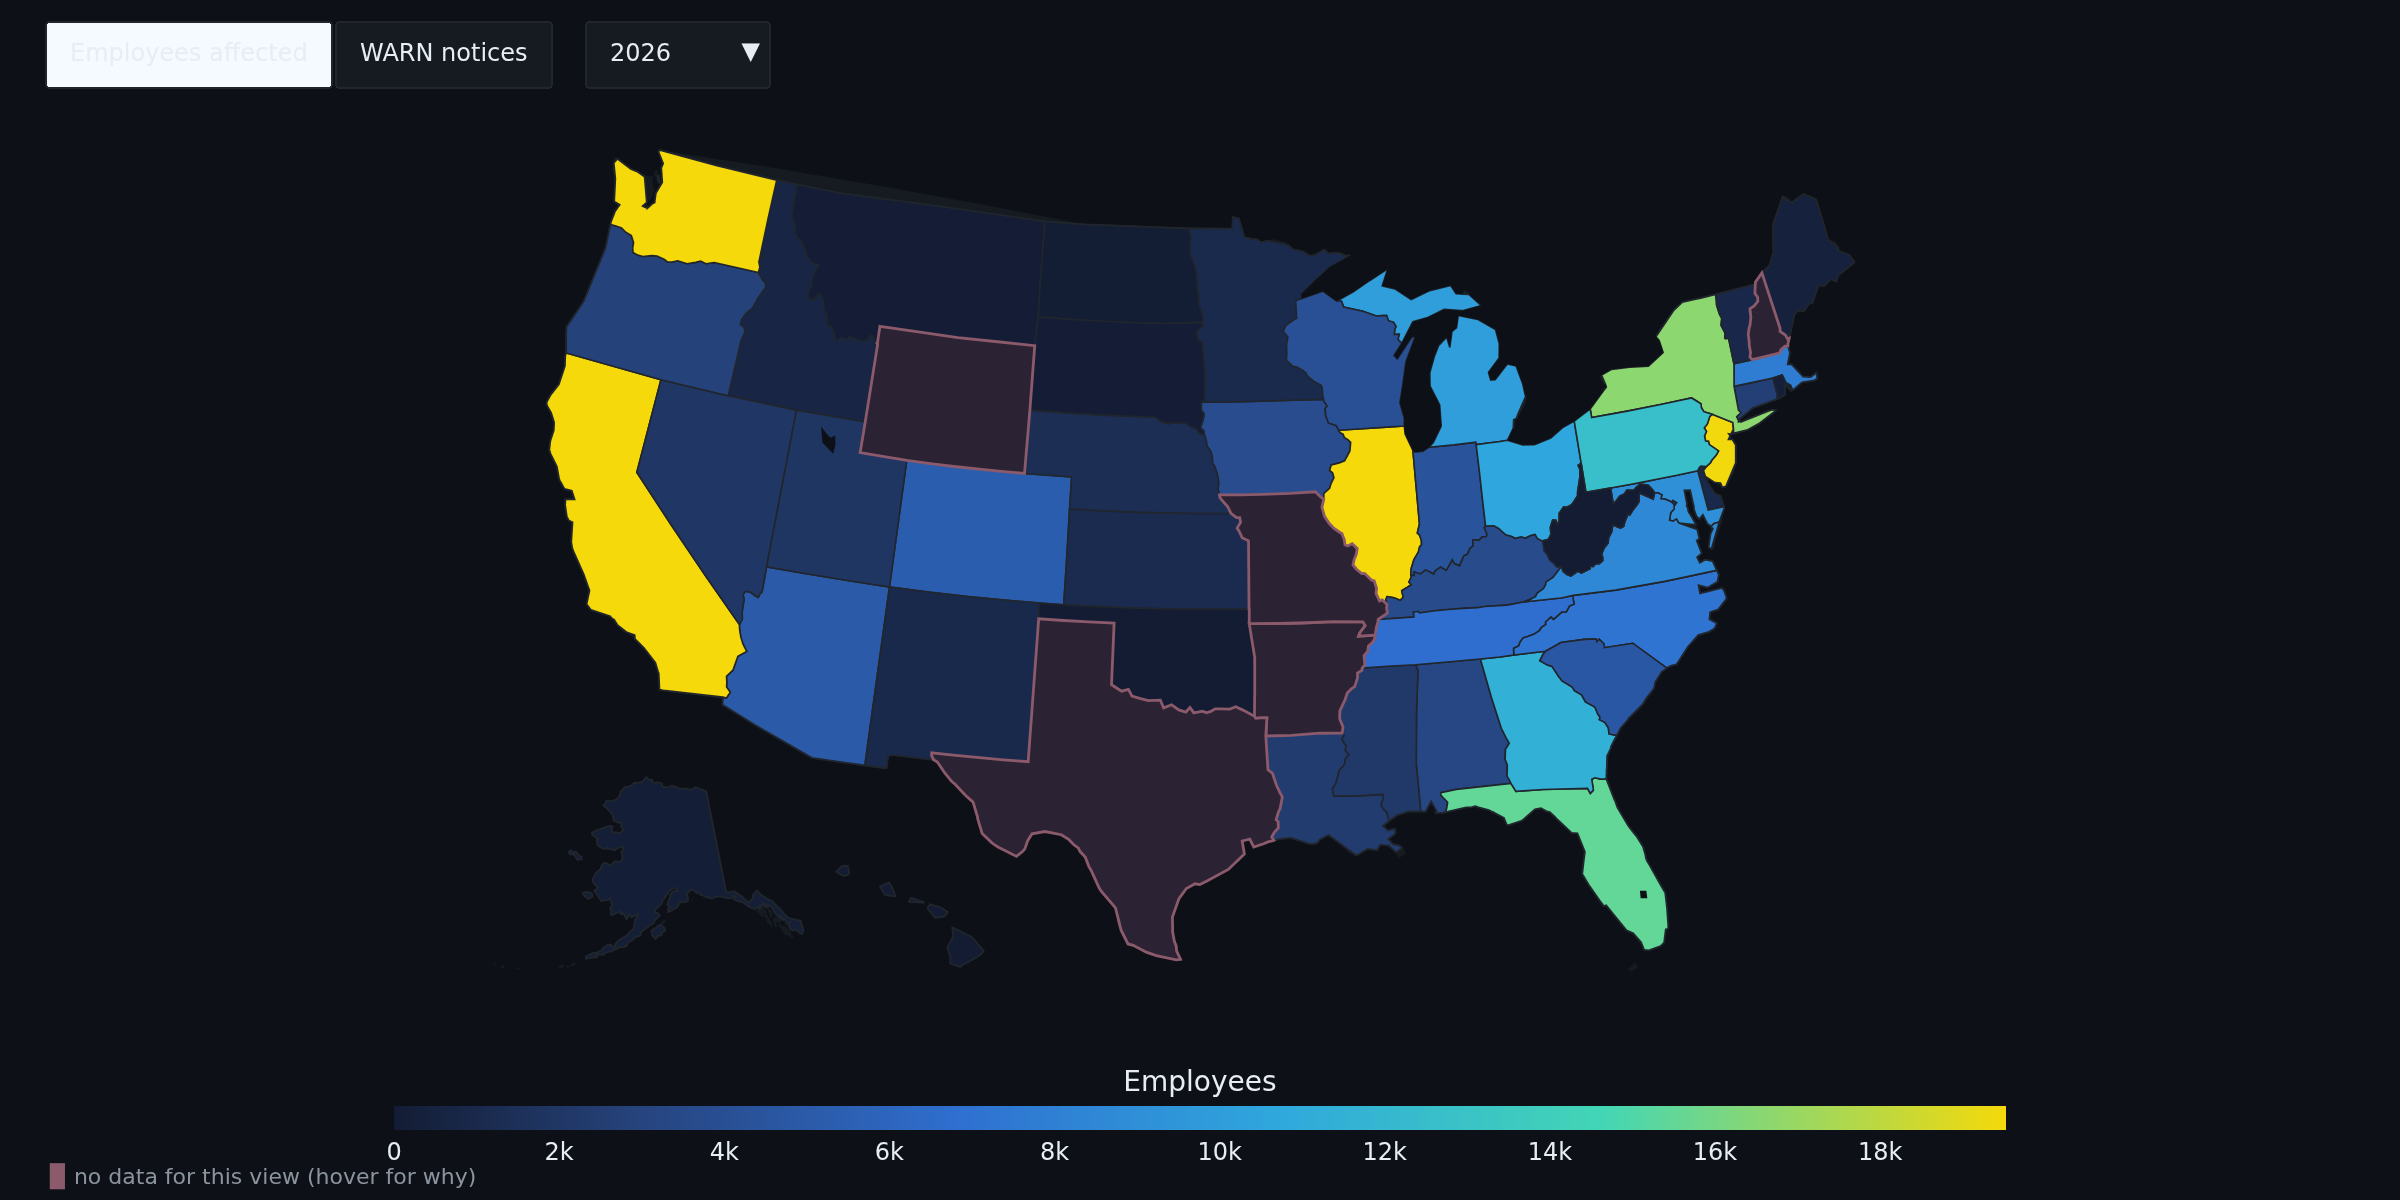 Employees affected
WARN notices
2026 ▼
Employees
0 2k 4k 6k 8k 10k 12k 14k 16k 18k
no data for this view (hover for why)